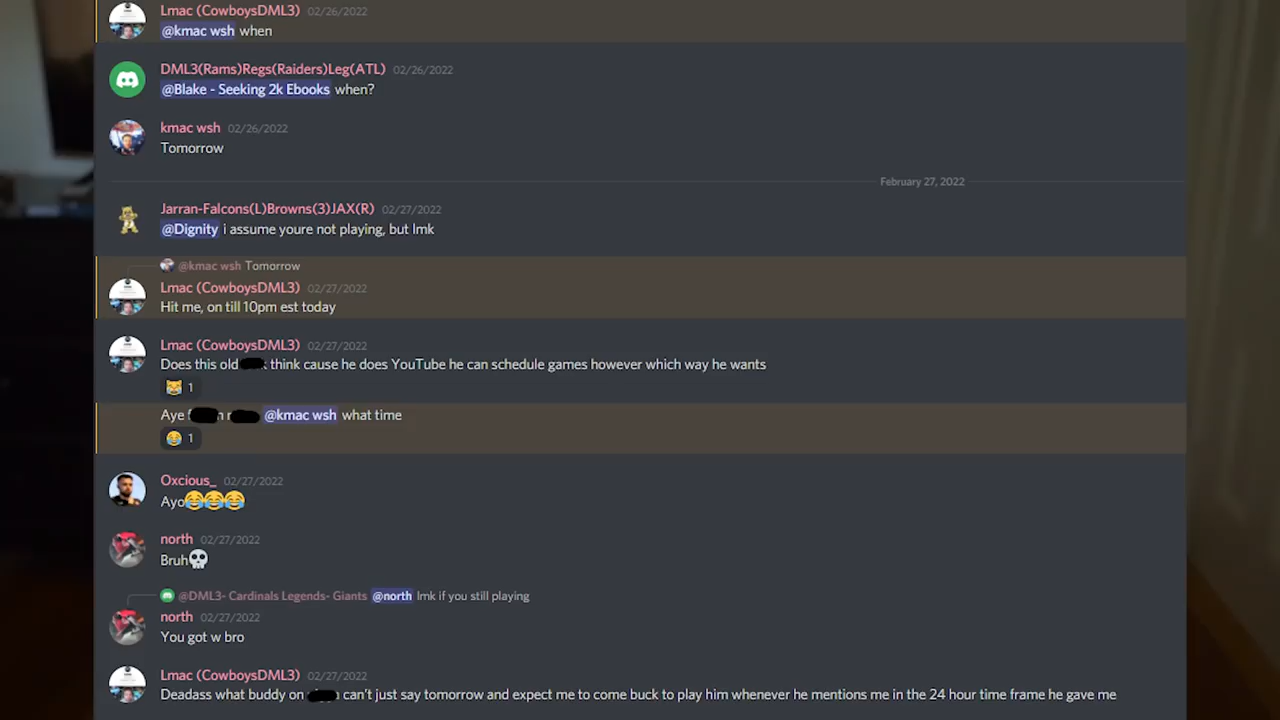 Lmac (CowboysDML3) 02/26/2022
@kmac wsh when
DML3(Rams)Regs(Raiders)Leg(ATL) 02/26/2022
@Blake - Seeking 2k Ebooks when?
kmac wsh 02/26/2022
Tomorrow
February 27, 2022
Jarran-Falcons(L)Browns(3)JAX(R) 02/27/2022
@Dignity i assume youre not playing, but lmk
@kmac wsh Tomorrow
Lmac (CowboysDML3) 02/27/2022
Hit me, on till 10pm est today
Lmac (CowboysDML3) 02/27/2022
Does this old think cause he does YouTube he can schedule games however which way he wants
😹 1
Aye @kmac wsh what time
😂 1
Oxcious_ 02/27/2022
Ayo😂😂😂
north 02/27/2022
Bruh💀
@DML3- Cardinals Legends- Giants @north lmk if you still playing
north 02/27/2022
You got w bro
Lmac (CowboysDML3) 02/27/2022
Deadass what buddy on can't just say tomorrow and expect me to come buck to play him whenever he mentions me in the 24 hour time frame he gave me